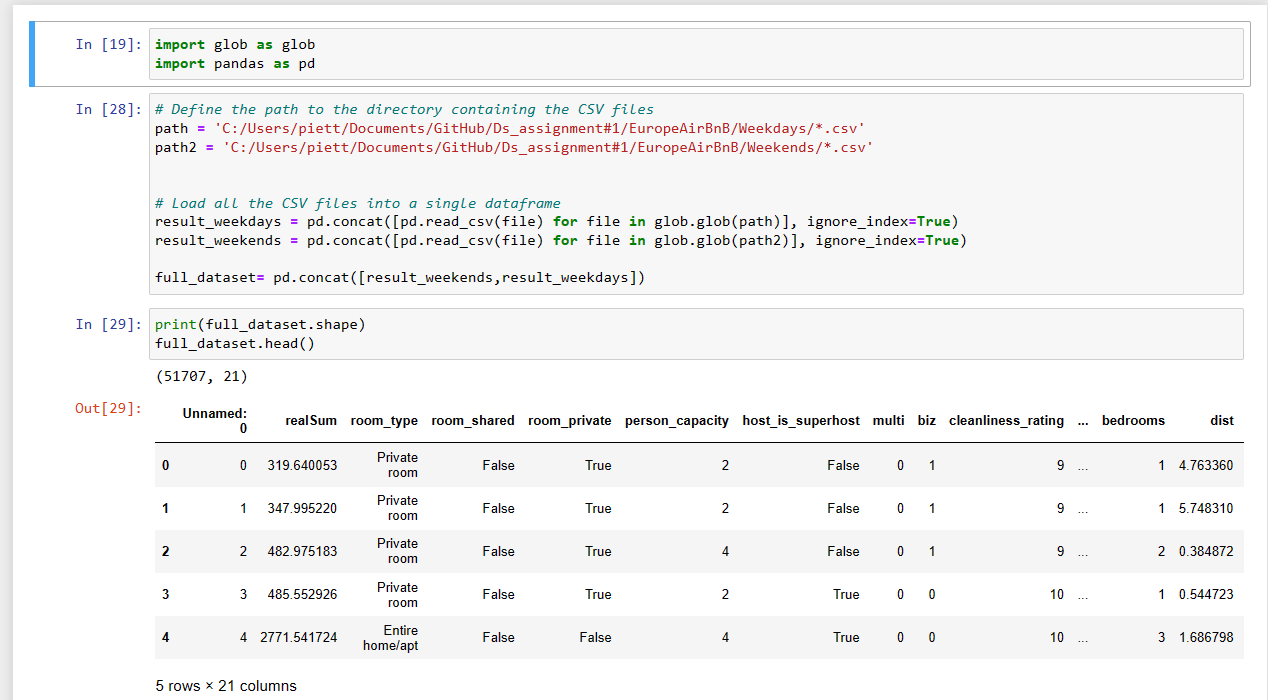 In [19]: import glob as glob
import pandas as pd
In [28]: # Define the path to the directory containing the CSV files
path = 'C:/Users/piett/Documents/GitHub/Ds_assignment#1/EuropeAirBnB/Weekdays/*.csv'
path2 = 'C:/Users/piett/Documents/GitHub/Ds_assignment#1/EuropeAirBnB/Weekends/*.csv'
# Load all the CSV files into a single dataframe
result_weekdays = pd.concat([pd.read_csv(file) for file in glob.glob(path)], ignore_index=True)
result_weekends = pd.concat([pd.read_csv(file) for file in glob.glob(path2)], ignore_index=True)
full_dataset= pd.concat([result_weekends,result_weekdays])
In [29]: print(full_dataset.shape)
full_dataset.head()
(51707, 21)
Out[29]:
Unnamed: 0 realSum room_type room_shared room_private person_capacity host_is_superhost multi biz cleanliness_rating ... bedrooms dist
0 0 319.640053 Private room False True 2 False 0 1 9 ... 1 4.763360
1 1 347.995220 Private room False True 2 False 0 1 9 ... 1 5.748310
2 2 482.975183 Private room False True 4 False 0 1 9 ... 2 0.384872
3 3 485.552926 Private room False True 2 True 0 0 10 ... 1 0.544723
4 4 2771.541724 Entire home/apt False False 4 True 0 0 10 ... 3 1.686798
5 rows × 21 columns